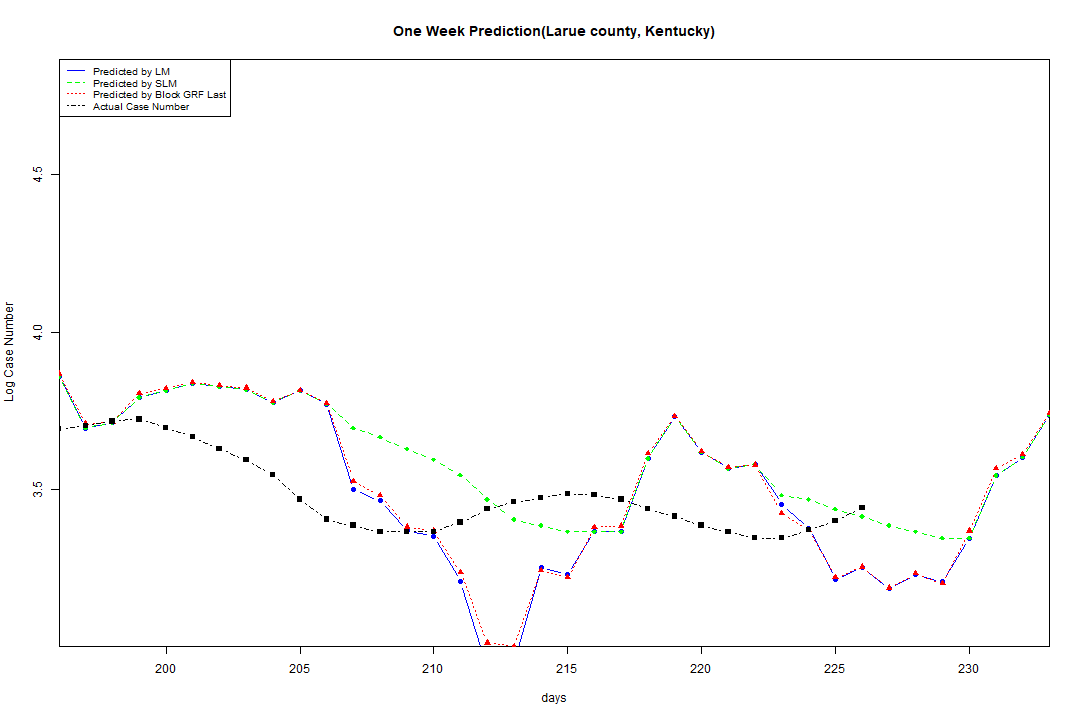 One Week Prediction(Larue county, Kentucky)
Predicted by LM
Predicted by SLM
Predicted by Block GRF Last
Actual Case Number
Log Case Number
4.5
4.0
3.5
200 205 210 215 220 225 230
days